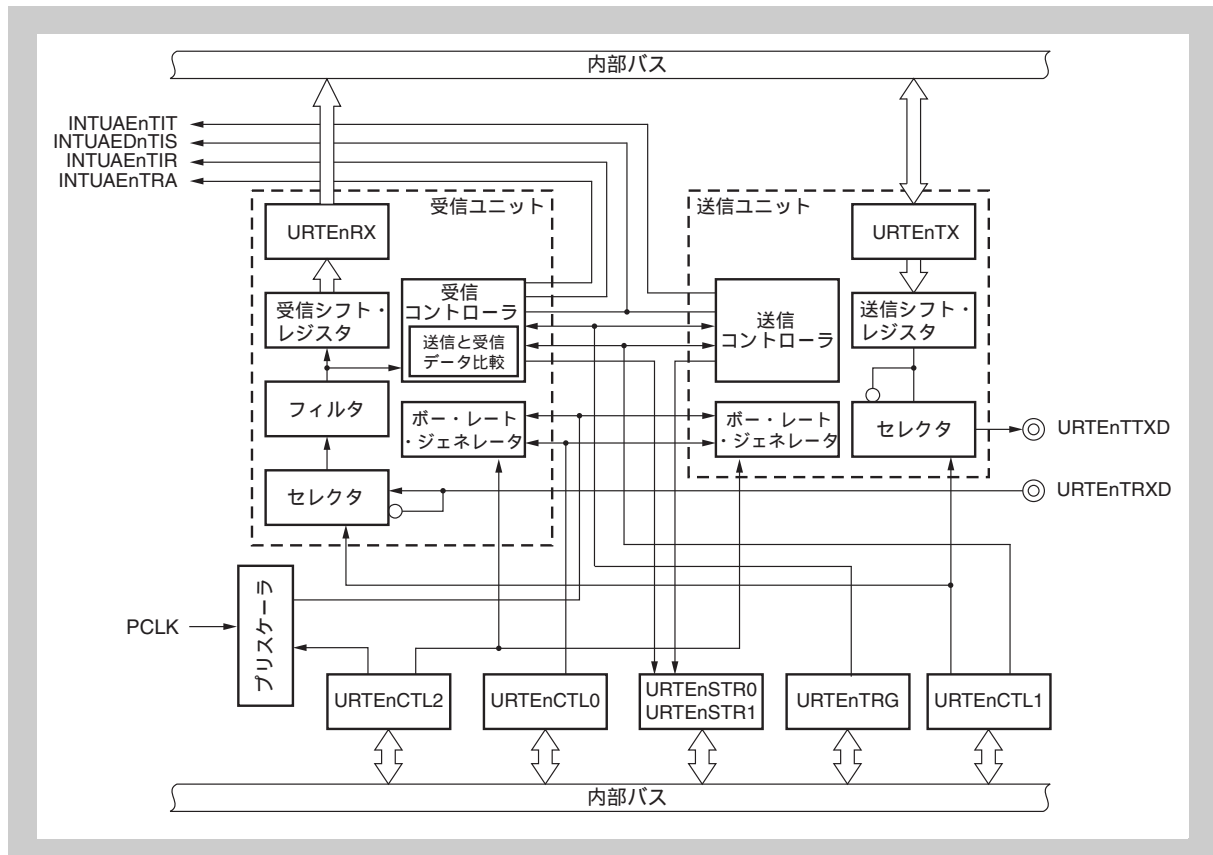 内部バス
INTUAEnTIT
INTUAEDnTIS
INTUAEnTIR
INTUAEnTRA
受信ユニット
送信ユニット
URTEnRX
URTEnTX
受信シフト・
レジスタ
受信
コントローラ
送信と受信
データ比較
送信
コントローラ
送信シフト・
レジスタ
フィルタ
ボー・レート
・ジェネレータ
ボー・レート
・ジェネレータ
セレクタ
URTEnTTXD
セレクタ
URTEnTRXD
PCLK
プリスケーラ
URTEnCTL2
URTEnCTL0
URTEnSTR0
URTEnSTR1
URTEnTRG
URTEnCTL1
内部バス